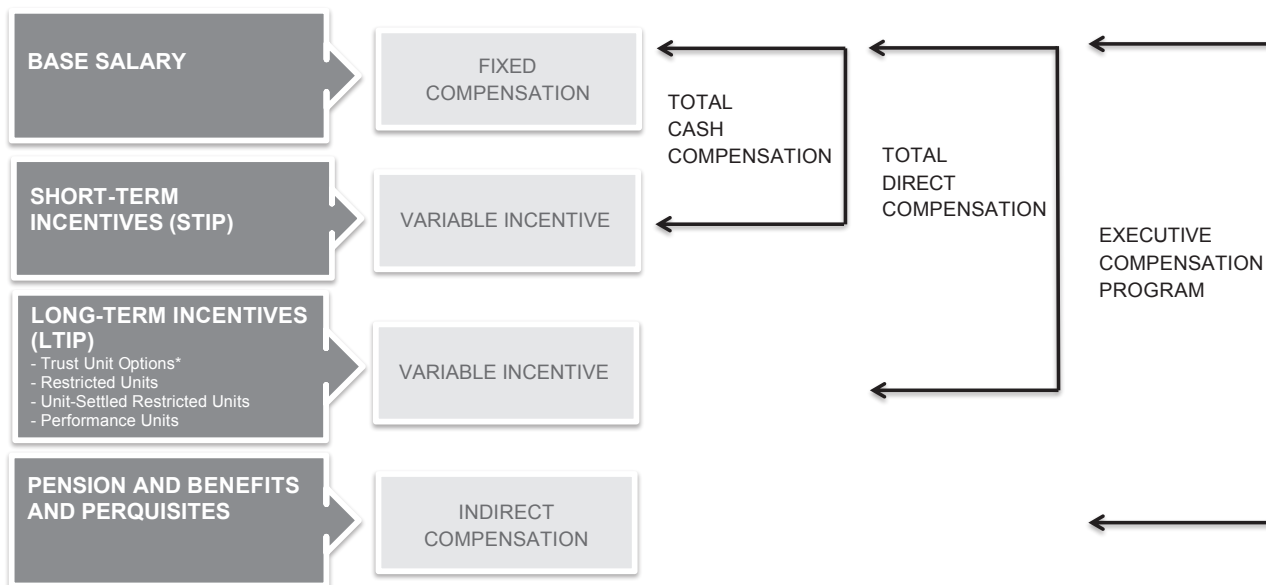 BASE SALARY
FIXED
COMPENSATION
TOTAL
CASH
COMPENSATION
TOTAL
DIRECT
COMPENSATION
EXECUTIVE
COMPENSATION
PROGRAM
SHORT-TERM
INCENTIVES (STIP)
VARIABLE INCENTIVE
LONG-TERM INCENTIVES
(LTIP)
- Trust Unit Options*
- Restricted Units
- Unit-Settled Restricted Units
- Performance Units
VARIABLE INCENTIVE
PENSION AND BENEFITS
AND PERQUISITES
INDIRECT
COMPENSATION